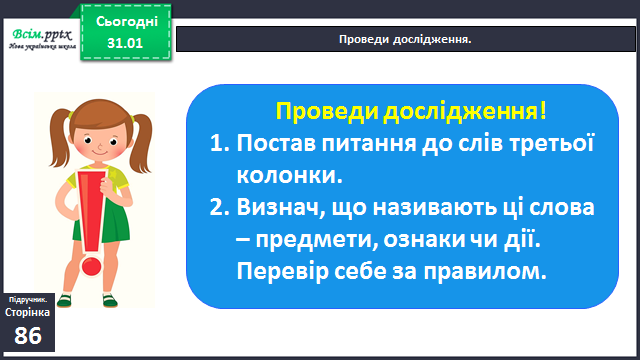 Всім.pptx
Нова українська школа
Сьогодні
31.01
Проведи дослідження.
Проведи дослідження!
1. Постав питання до слів третьої
колонки.
2. Визнач, що називають ці слова
– предмети, ознаки чи дії.
Перевір себе за правилом.
Підручник.
Сторінка
86